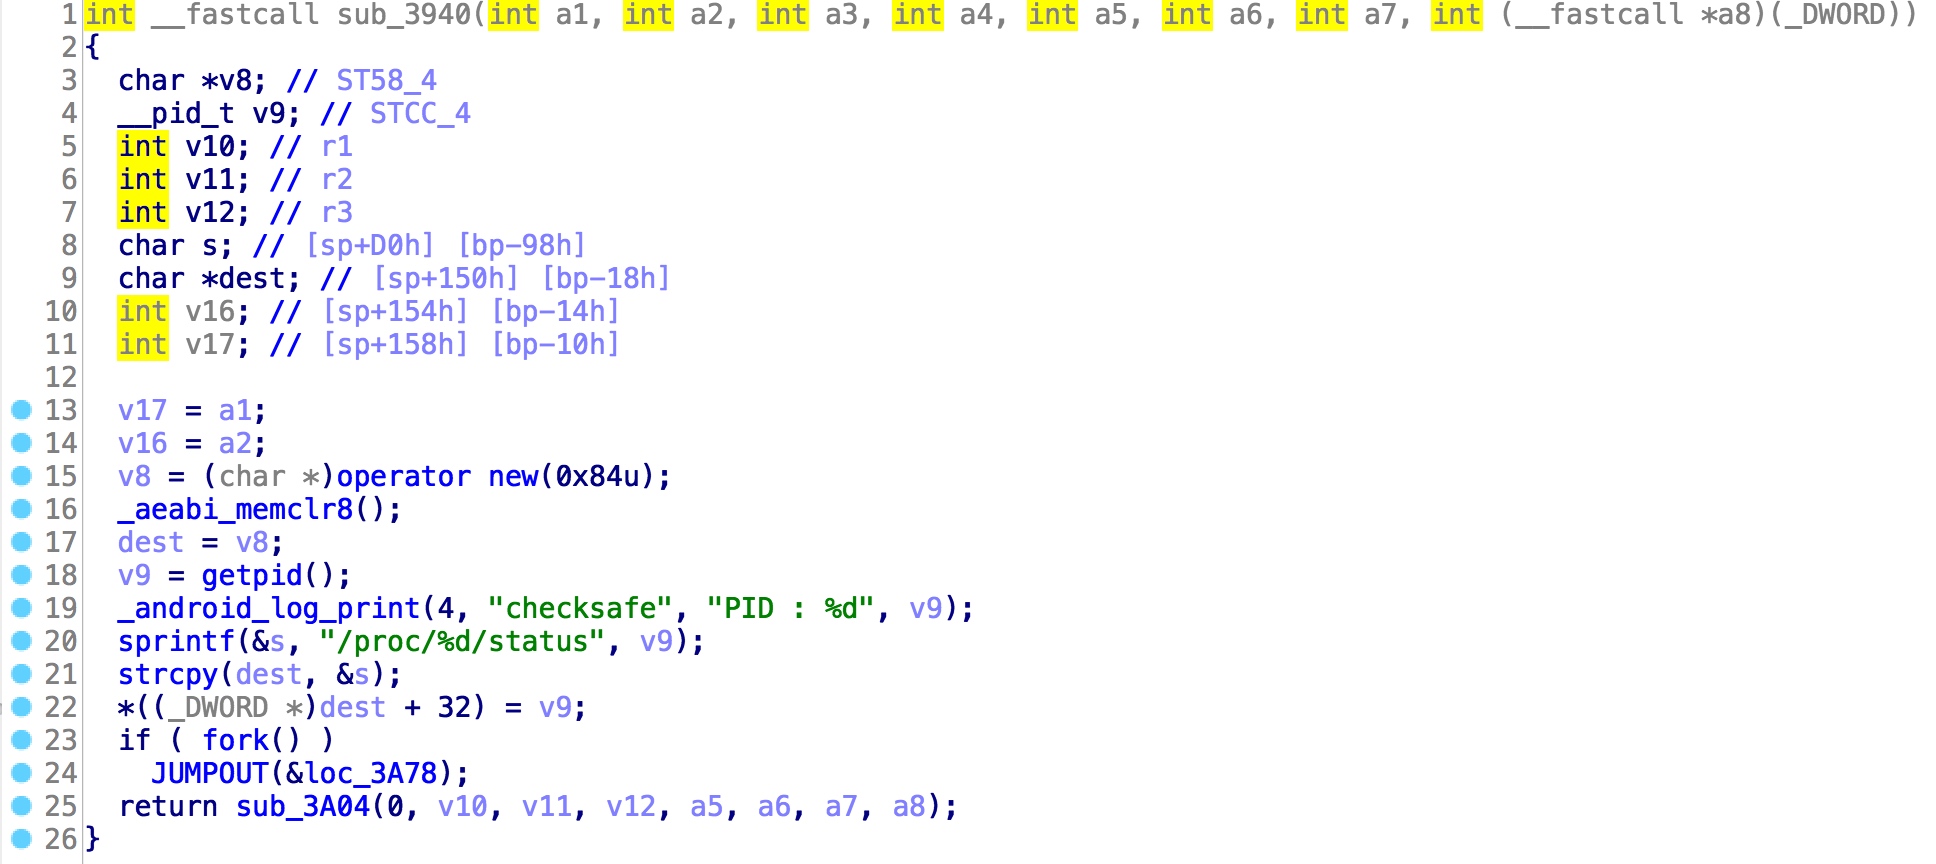 1 int __fastcall sub_3940(int a1, int a2, int a3, int a4, int a5, int a6, int a7, int (__fastcall *a8)(_DWORD))
2 {
3   char *v8; // ST58_4
4   __pid_t v9; // STCC_4
5   int v10; // r1
6   int v11; // r2
7   int v12; // r3
8   char s; // [sp+D0h] [bp-98h]
9   char *dest; // [sp+150h] [bp-18h]
10   int v16; // [sp+154h] [bp-14h]
11   int v17; // [sp+158h] [bp-10h]
12
13   v17 = a1;
14   v16 = a2;
15   v8 = (char *)operator new(0x84u);
16   _aeabi_memclr8();
17   dest = v8;
18   v9 = getpid();
19   _android_log_print(4, "checksafe", "PID : %d", v9);
20   sprintf(&s, "/proc/%d/status", v9);
21   strcpy(dest, &s);
22   *((_DWORD *)dest + 32) = v9;
23   if ( fork() )
24     JUMPOUT(&loc_3A78);
25   return sub_3A04(0, v10, v11, v12, a5, a6, a7, a8);
26 }